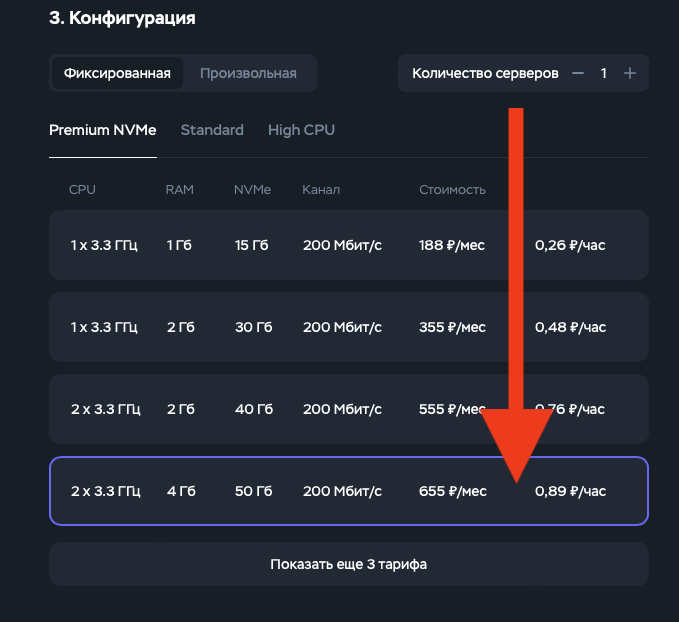 3. Конфигурация
Фиксированная Произвольная Количество серверов — 1 +
Premium NVMe Standard High CPU
CPU RAM NVMe Канал Стоимость
1 x 3.3 ГГц 1 Гб 15 Гб 200 Мбит/с 188 ₽/мес 0,26 ₽/час
1 x 3.3 ГГц 2 Гб 30 Гб 200 Мбит/с 355 ₽/мес 0,48 ₽/час
2 x 3.3 ГГц 2 Гб 40 Гб 200 Мбит/с 555 ₽/мес 0,76 ₽/час
2 x 3.3 ГГц 4 Гб 50 Гб 200 Мбит/с 655 ₽/мес 0,89 ₽/час
Показать еще 3 тарифа